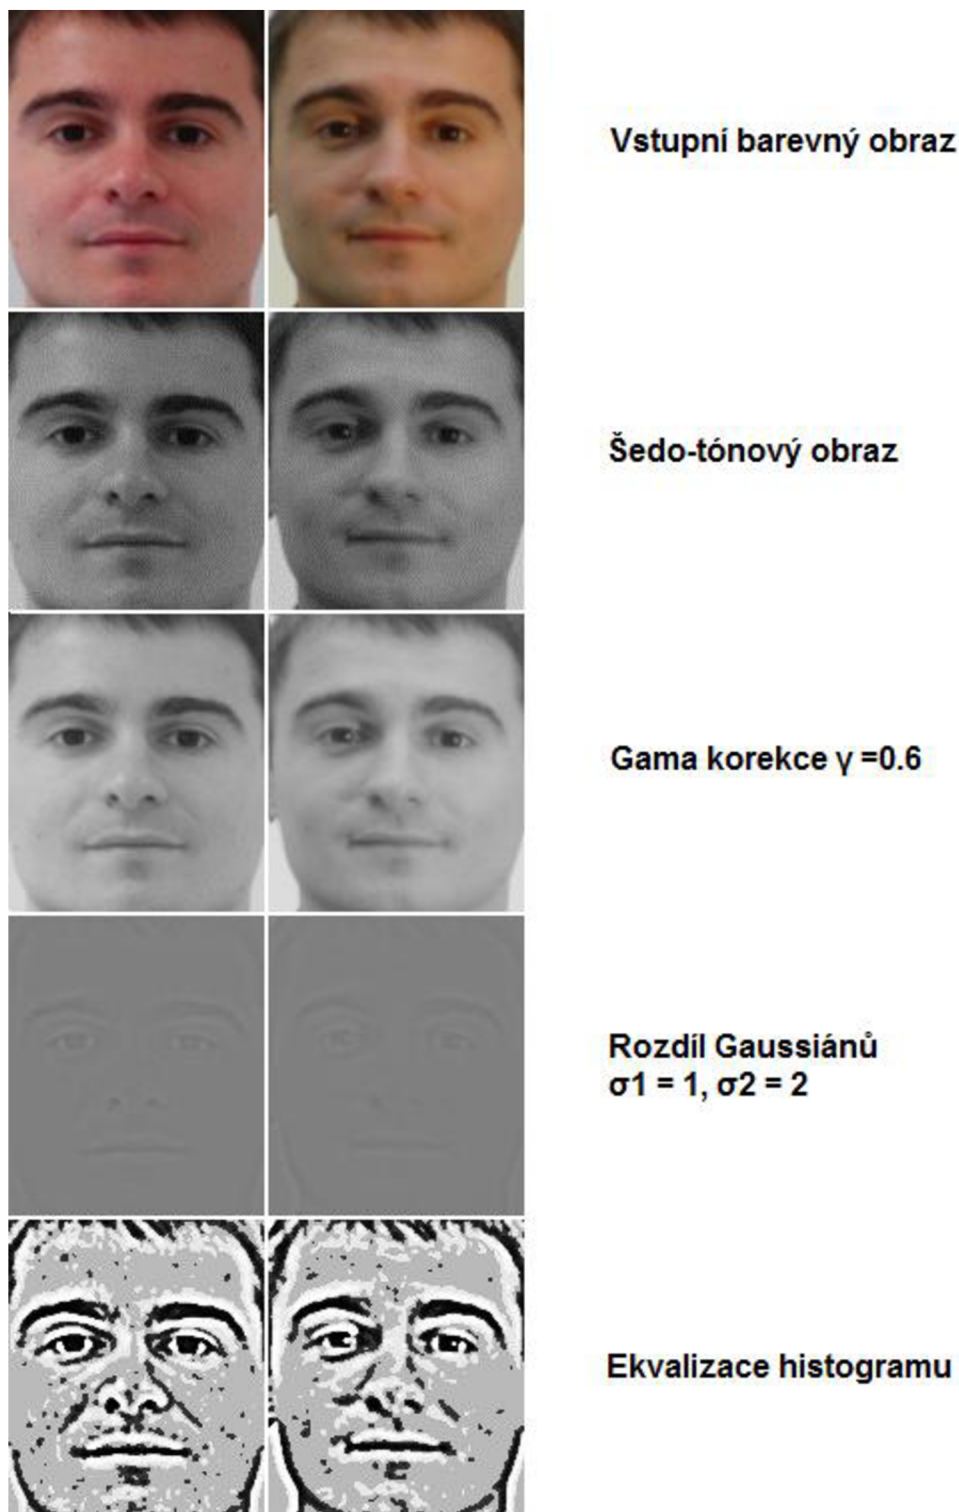 Vstupní barevný obraz
Šedo-tónový obraz
Gama korekce γ =0.6
Rozdíl Gaussiánů
σ1 = 1, σ2 = 2
Ekvalizace histogramu